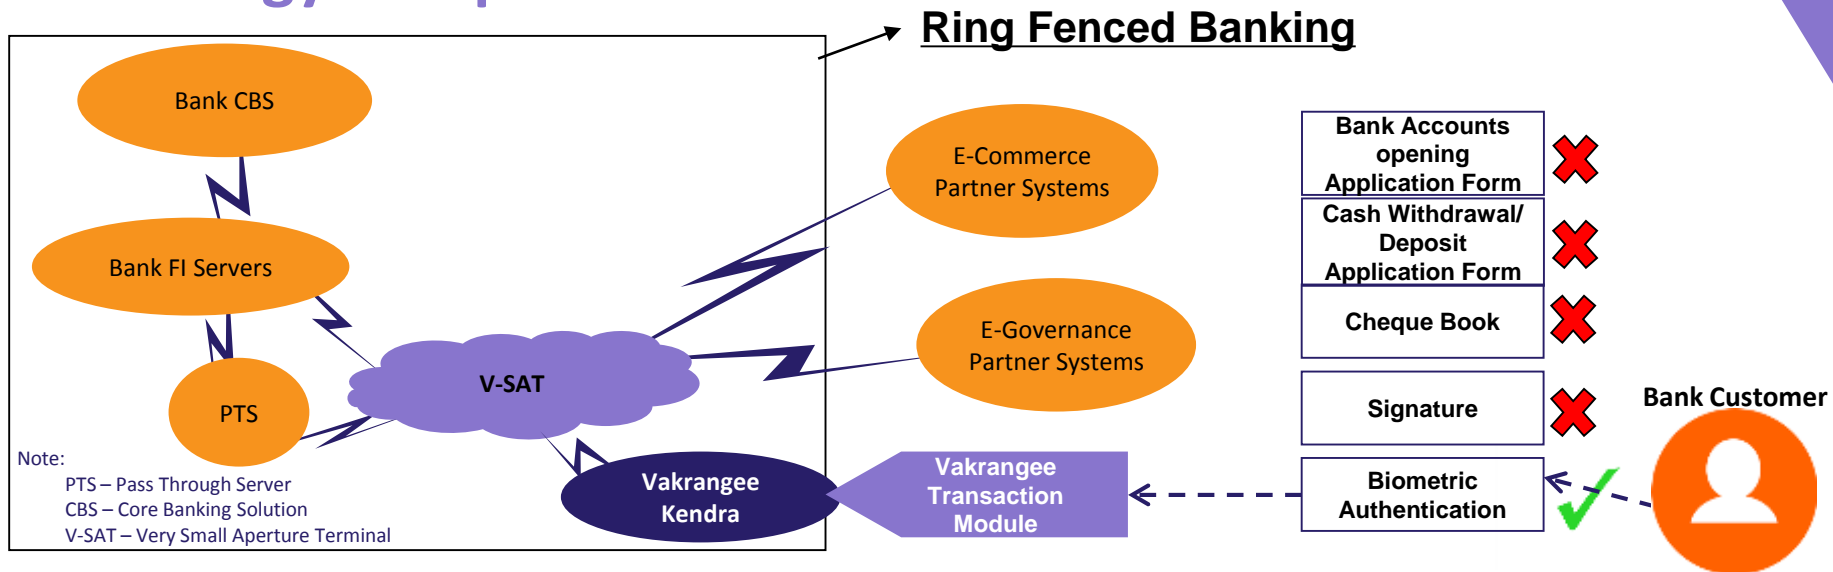 Ring Fenced Banking
Bank CBS
Bank FI Servers
PTS
V-SAT
Vakrangee
Kendra
Note:
PTS – Pass Through Server
CBS – Core Banking Solution
V-SAT – Very Small Aperture Terminal
E-Commerce
Partner Systems
E-Governance
Partner Systems
Vakrangee
Transaction
Module
Bank Accounts
opening
Application Form
Cash Withdrawal/
Deposit
Application Form
Cheque Book
Signature
Biometric
Authentication
Bank Customer